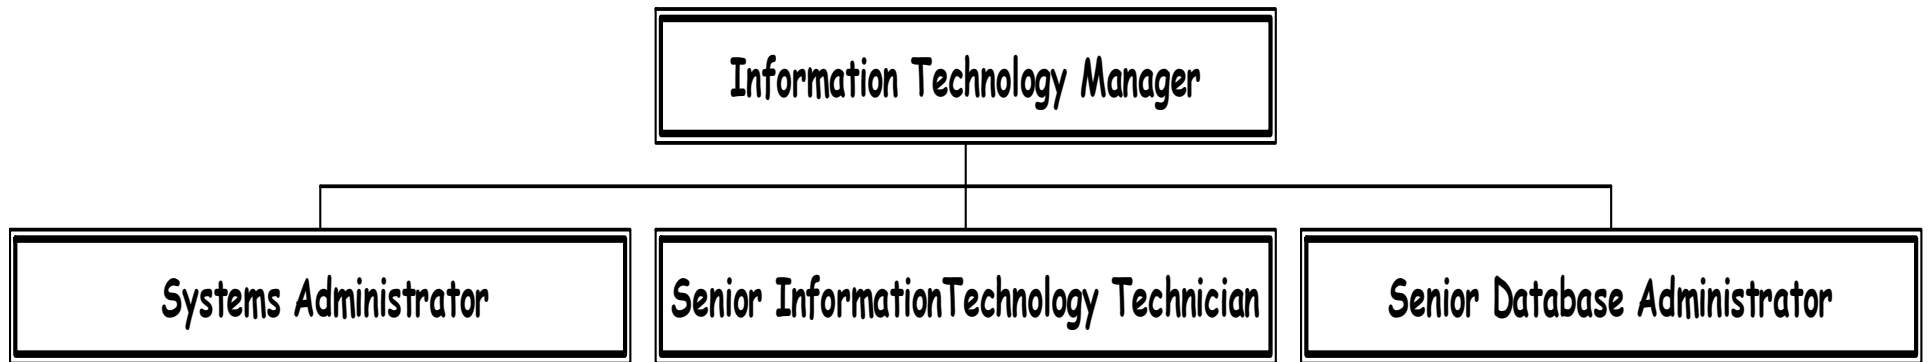 Information Technology Manager
Systems Administrator
Senior InformationTechnology Technician
Senior Database Administrator